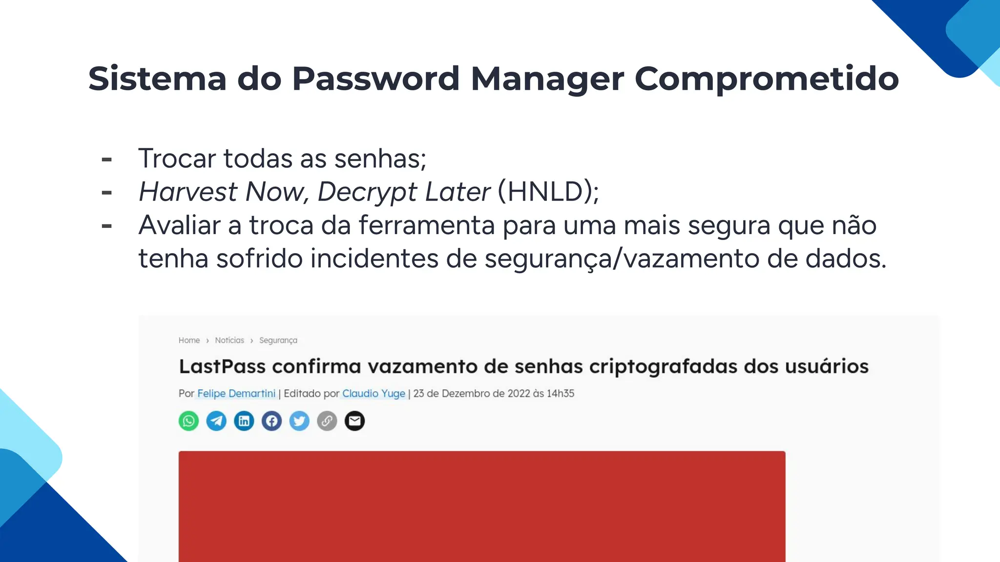 Sistema do Password Manager Comprometido
- Trocar todas as senhas;
- Harvest Now, Decrypt Later (HNLD);
- Avaliar a troca da ferramenta para uma mais segura que não
tenha sofrido incidentes de segurança/vazamento de dados.
Home › Notícias › Segurança
LastPass confirma vazamento de senhas criptografadas dos usuários
Por Felipe Demartini | Editado por Claudio Yuge | 23 de Dezembro de 2022 às 14h35